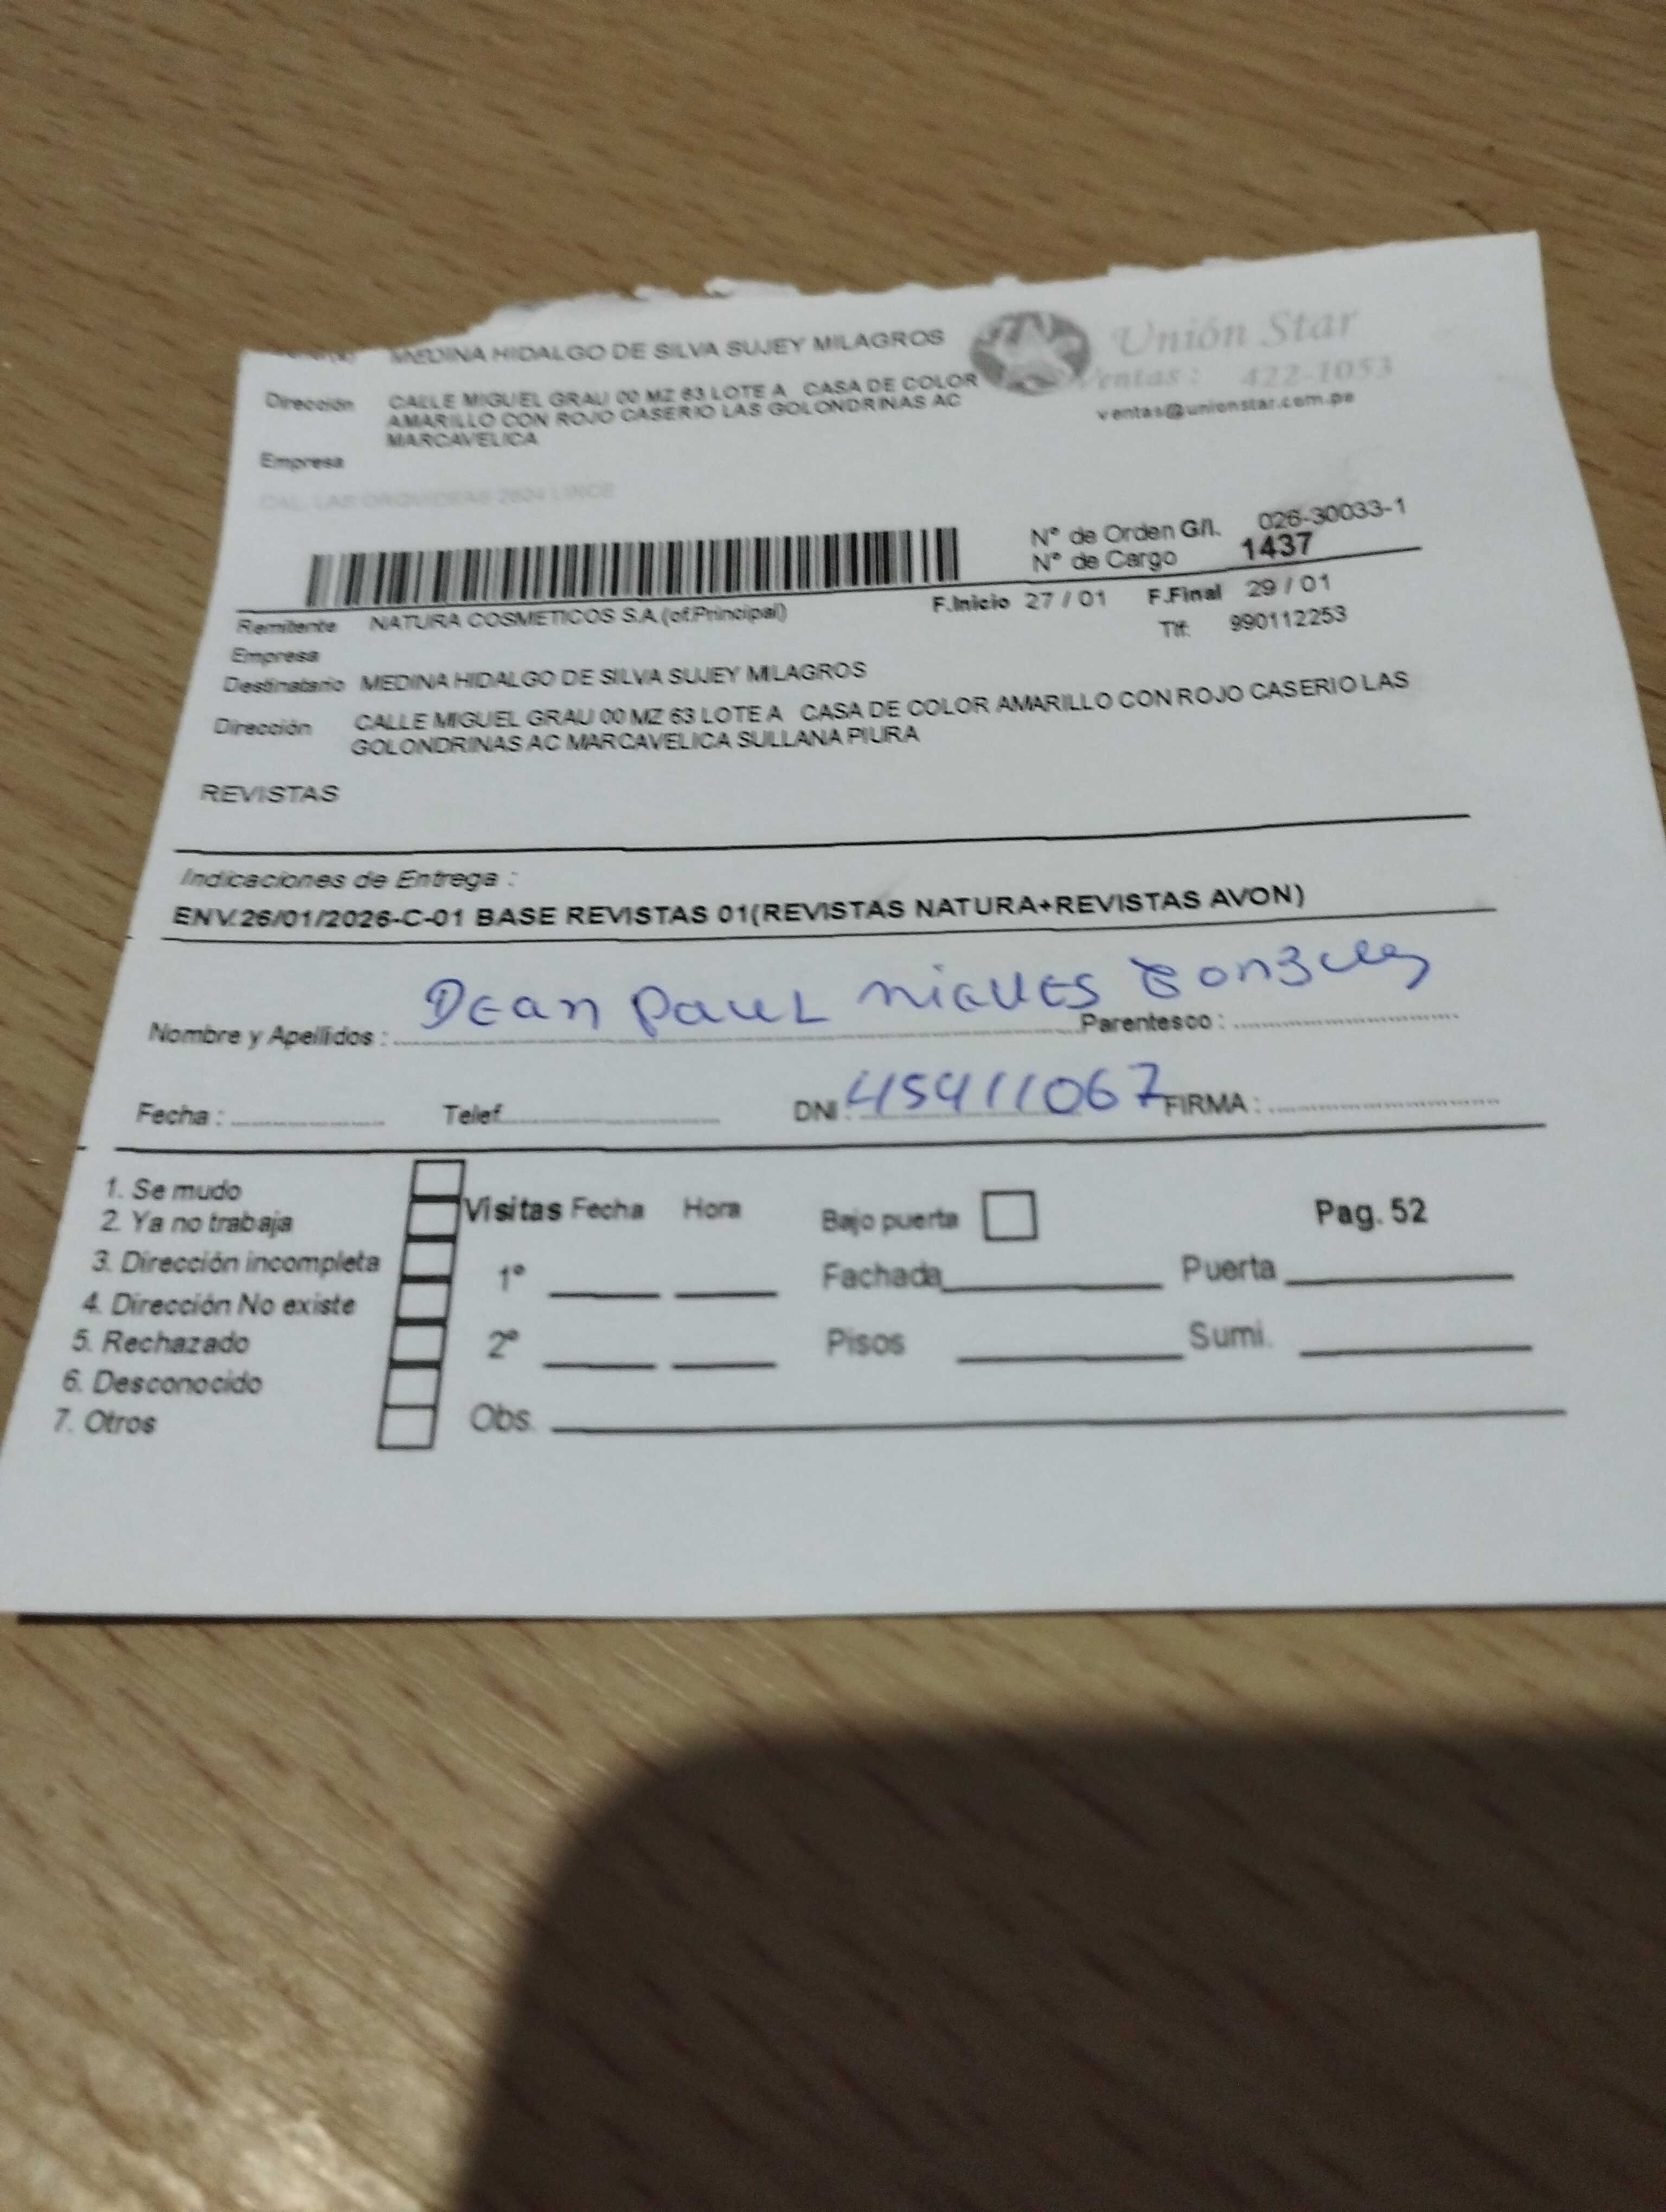 MEDINA HIDALGO DE SILVA SUJEY MILAGROS
Unión Star
Ventas : 422-1053
ventas@unionstar.com.pe
Dirección CALLE MIGUEL GRAU 00 MZ 63 LOTE A CASA DE COLOR
AMARILLO CON ROJO CASERIO LAS GOLONDRINAS AC
MARCAVELICA
Empresa
CAL. LAS ORQUIDEAS 2604 LINCE
N° de Orden G/I. 026-30033-1
N° de Cargo 1437
F.Inicio 27 / 01 F.Final 29 / 01
Remitente NATURA COSMETICOS S.A.(of.Principal)
Tlf: 990112253
Empresa
Destinatario MEDINA HIDALGO DE SILVA SUJEY MILAGROS
Dirección CALLE MIGUEL GRAU 00 MZ 63 LOTE A CASA DE COLOR AMARILLO CON ROJO CASERIO LAS
GOLONDRINAS AC MARCAVELICA SULLANA PIURA
REVISTAS
Indicaciones de Entrega :
ENV.26/01/2026-C-01 BASE REVISTAS 01(REVISTAS NATURA+REVISTAS AVON)
Nombre y Apellidos : Dean Paul Parentesco :
Fecha : Telef. DNI : 45411067 FIRMA :
1. Se mudo
2. Ya no trabaja
3. Dirección incompleta
4. Dirección No existe
5. Rechazado
6. Desconocido
7. Otros
Visitas Fecha Hora
1°
2°
Obs.
Bajo puerta
Pag. 52
Fachada Puerta
Pisos Sumi.